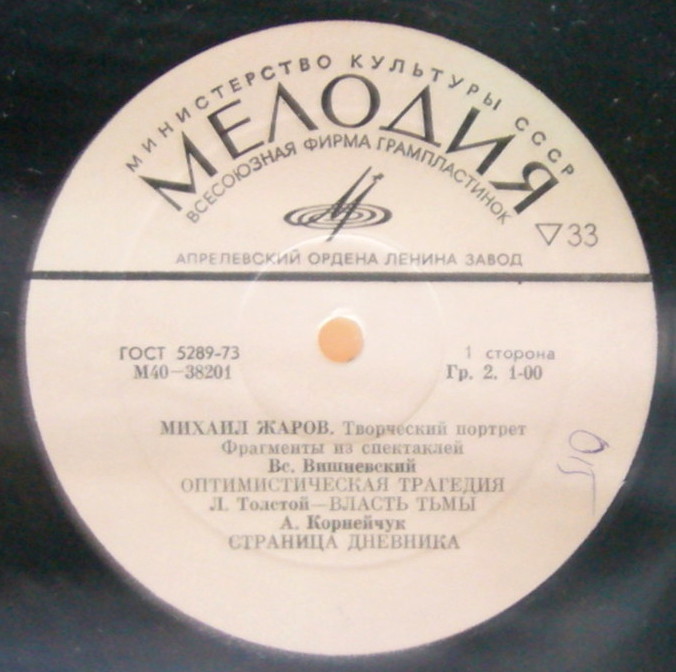 МИНИСТЕРСТВО КУЛЬТУРЫ СССР
МЕЛОДИЯ
ВСЕСОЮЗНАЯ ФИРМА ГРАМПЛАСТИНОК
▽33
АПРЕЛЕВСКИЙ ОРДЕНА ЛЕНИНА ЗАВОД
ГОСТ 5289-73
М40—38201
1 сторона
Гр. 2. 1-00
МИХАИЛ ЖАРОВ. Творческий портрет
Фрагменты из спектаклей
Вс. Вишневский
ОПТИМИСТИЧЕСКАЯ ТРАГЕДИЯ
Л. Толстой—ВЛАСТЬ ТЬМЫ
А. Корнейчук
СТРАНИЦА ДНЕВНИКА